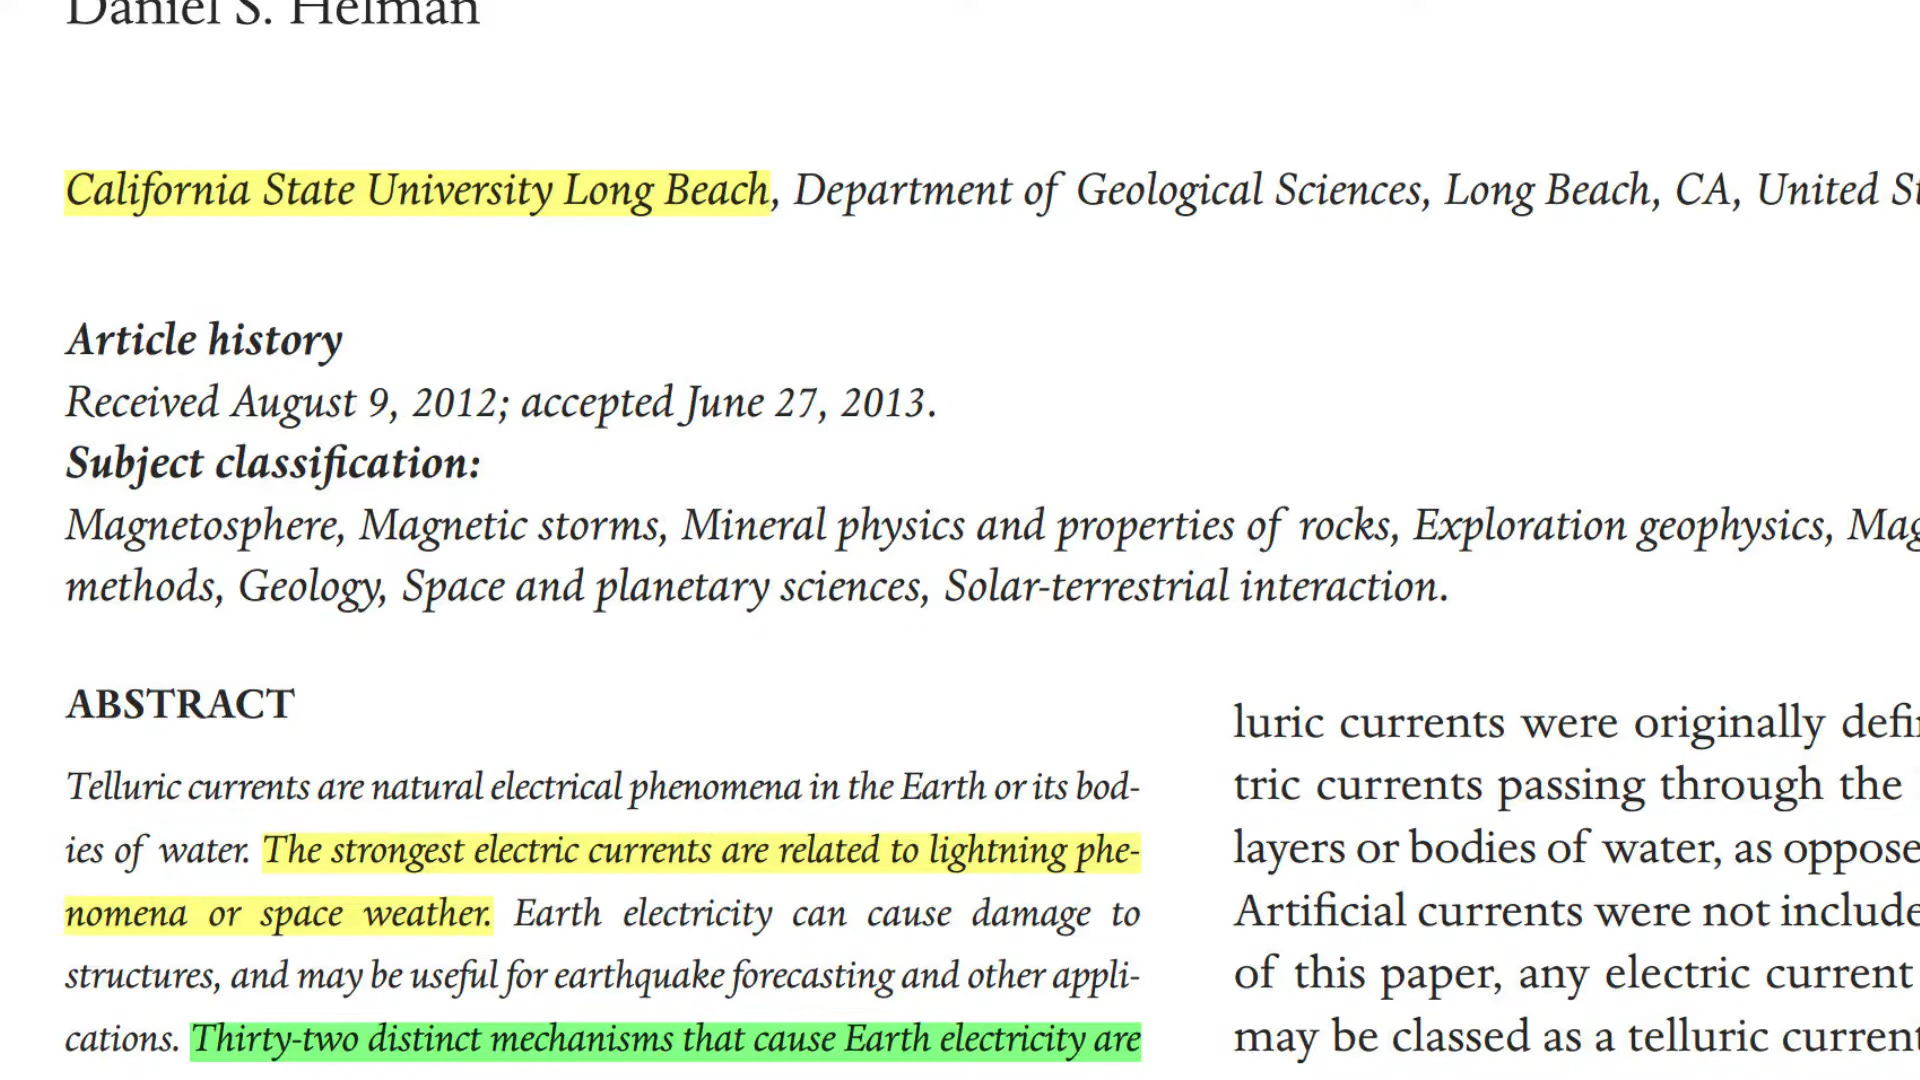 Daniel S. Helman
California State University Long Beach, Department of Geological Sciences, Long Beach, CA, United
Article history
Received August 9, 2012; accepted June 27, 2013.
Subject classification:
Magnetosphere, Magnetic storms, Mineral physics and properties of rocks, Exploration geophysics,
methods, Geology, Space and planetary sciences, Solar-terrestrial interaction.
ABSTRACT
Telluric currents are natural electrical phenomena in the Earth or its bod-
ies of water. The strongest electric currents are related to lightning phe-
nomena or space weather. Earth electricity can cause damage to
structures, and may be useful for earthquake forecasting and other appli-
cations. Thirty-two distinct mechanisms that cause Earth electricity are
luric currents were originally
tric currents passing through the
layers or bodies of water, as
Artificial currents were not
of this paper, any electric current
may be classed as a telluric current